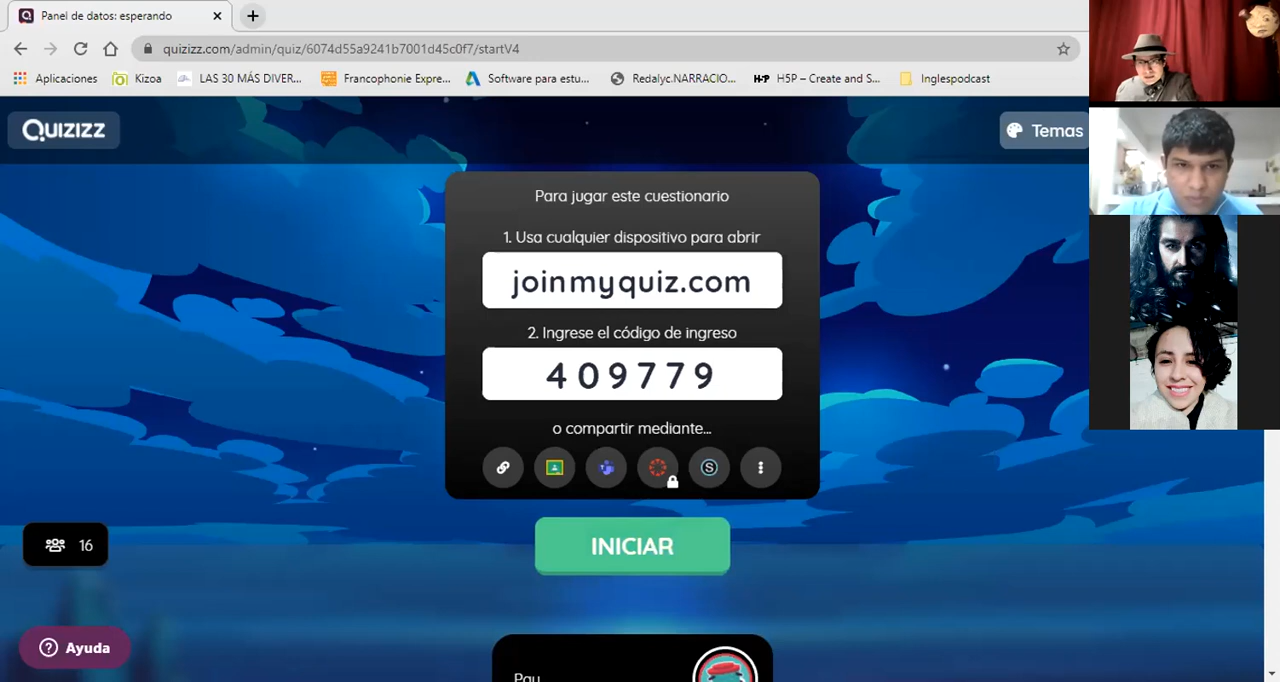 Panel de datos: esperando
quizizz.com/admin/quiz/6074d55a9241b7001d45c0f7/startV4
Aplicaciones Kizoa LAS 30 MÁS DIVER... Francophonie Expre... Software para estu... Redalyc.NARRACIO... H5P H5P – Create and S... Inglespodcast
Quizizz
Temas
Para jugar este cuestionario
1. Usa cualquier dispositivo para abrir
joinmyquiz.com
2. Ingrese el código de ingreso
409779
o compartir mediante...
16
INICIAR
Ayuda
Pau